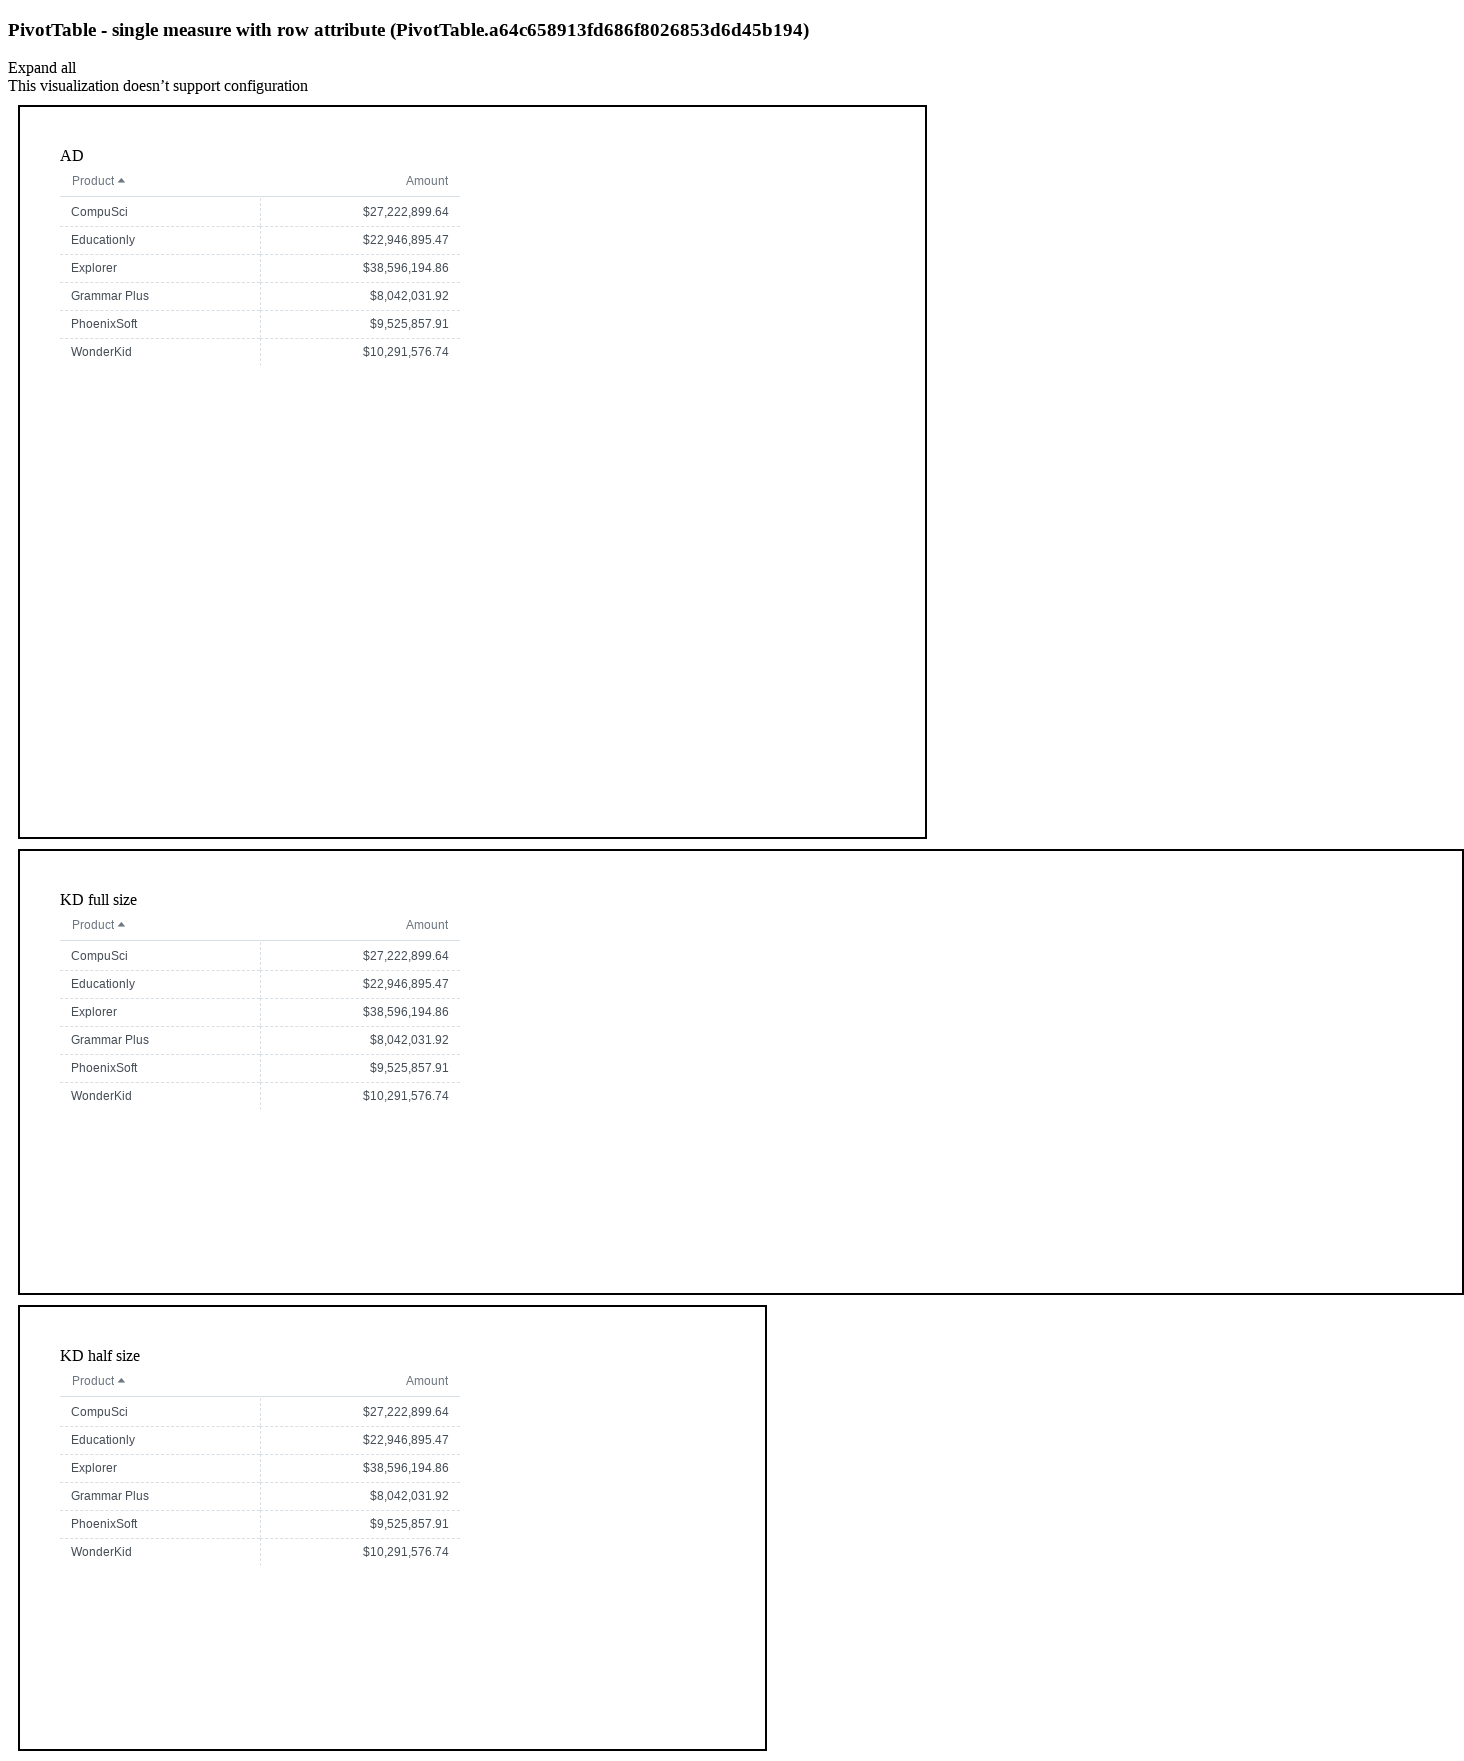 PivotTable - single measure with row attribute (PivotTable.a64c658913fd686f8026853d6d45b194)
Expand all
This visualization doesn’t support configuration
AD
Product Amount
CompuSci $27,222,899.64
Educationly $22,946,895.47
Explorer $38,596,194.86
Grammar Plus $8,042,031.92
PhoenixSoft $9,525,857.91
WonderKid $10,291,576.74
KD full size
Product Amount
CompuSci $27,222,899.64
Educationly $22,946,895.47
Explorer $38,596,194.86
Grammar Plus $8,042,031.92
PhoenixSoft $9,525,857.91
WonderKid $10,291,576.74
KD half size
Product Amount
CompuSci $27,222,899.64
Educationly $22,946,895.47
Explorer $38,596,194.86
Grammar Plus $8,042,031.92
PhoenixSoft $9,525,857.91
WonderKid $10,291,576.74